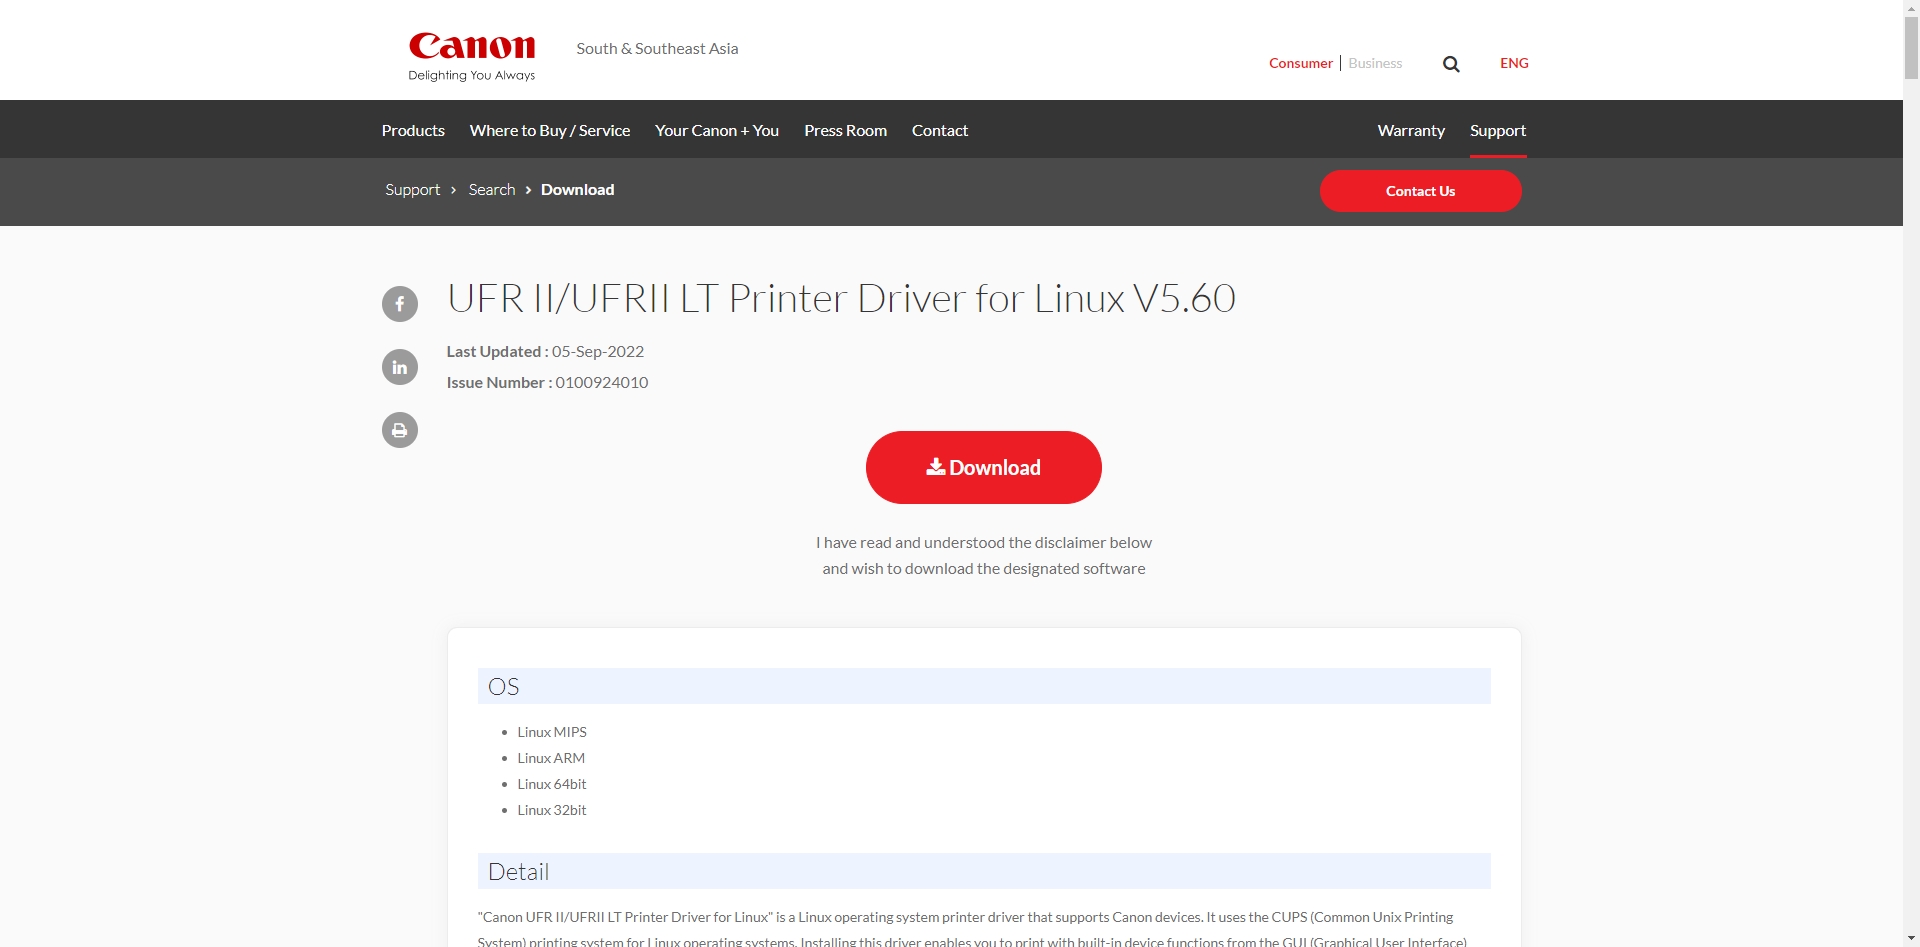 Canon
Delighting You Always
South & Southeast Asia
Consumer | Business
ENG
Products Where to Buy / Service Your Canon + You Press Room Contact Warranty Support
Support › Search › Download
Contact Us
UFR II/UFRII LT Printer Driver for Linux V5.60
Last Updated : 05-Sep-2022
Issue Number : 0100924010
Download
I have read and understood the disclaimer below
and wish to download the designated software
OS
• Linux MIPS
• Linux ARM
• Linux 64bit
• Linux 32bit
Detail
"Canon UFR II/UFRII LT Printer Driver for Linux" is a Linux operating system printer driver that supports Canon devices. It uses the CUPS (Common Unix Printing
System) printing system for Linux operating systems. Installing this driver enables you to print with built-in device functions from the GUI (Graphical User Interface)